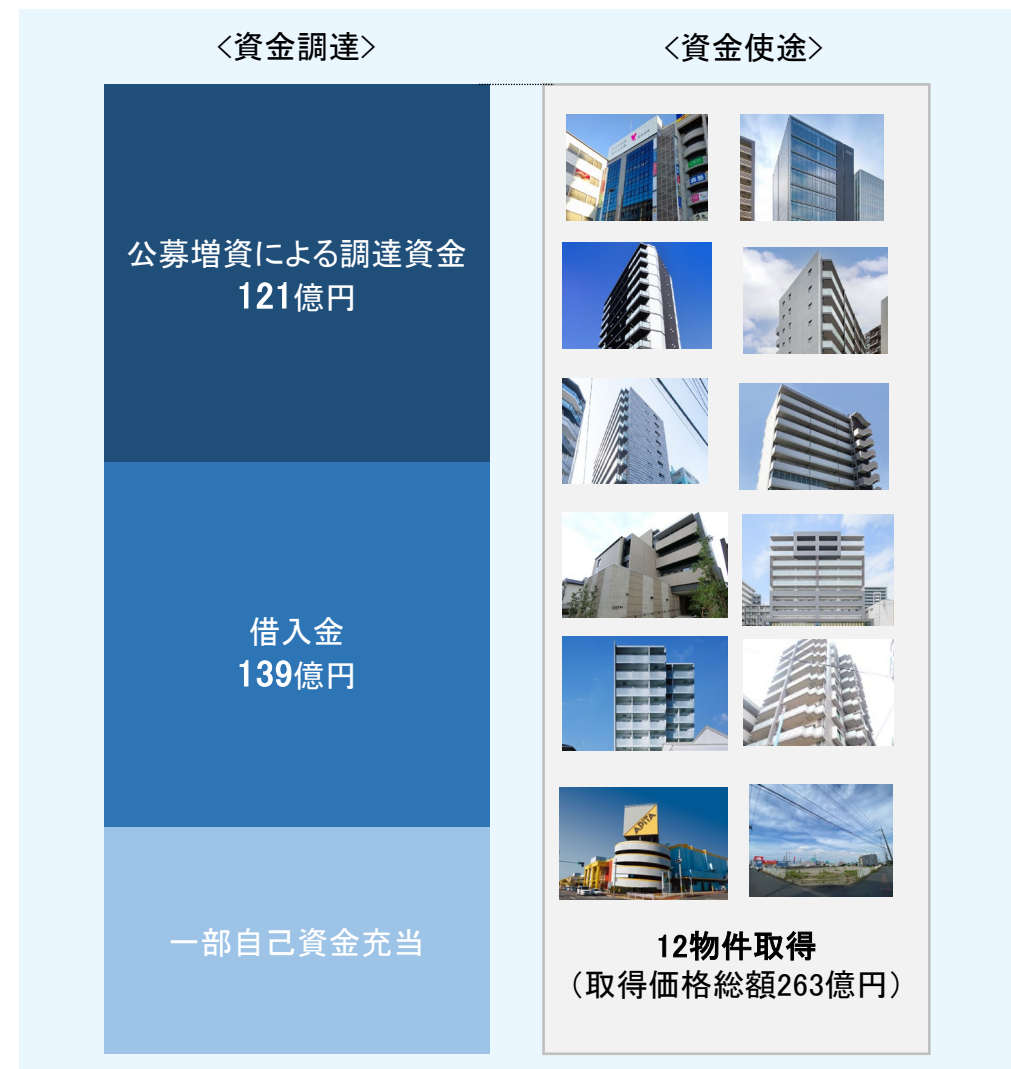 <資金調達>
<資金使途>
公募増資による調達資金
121億円
借入金
139億円
一部自己資金充当
APITA
12物件取得
（取得価格総額263億円）